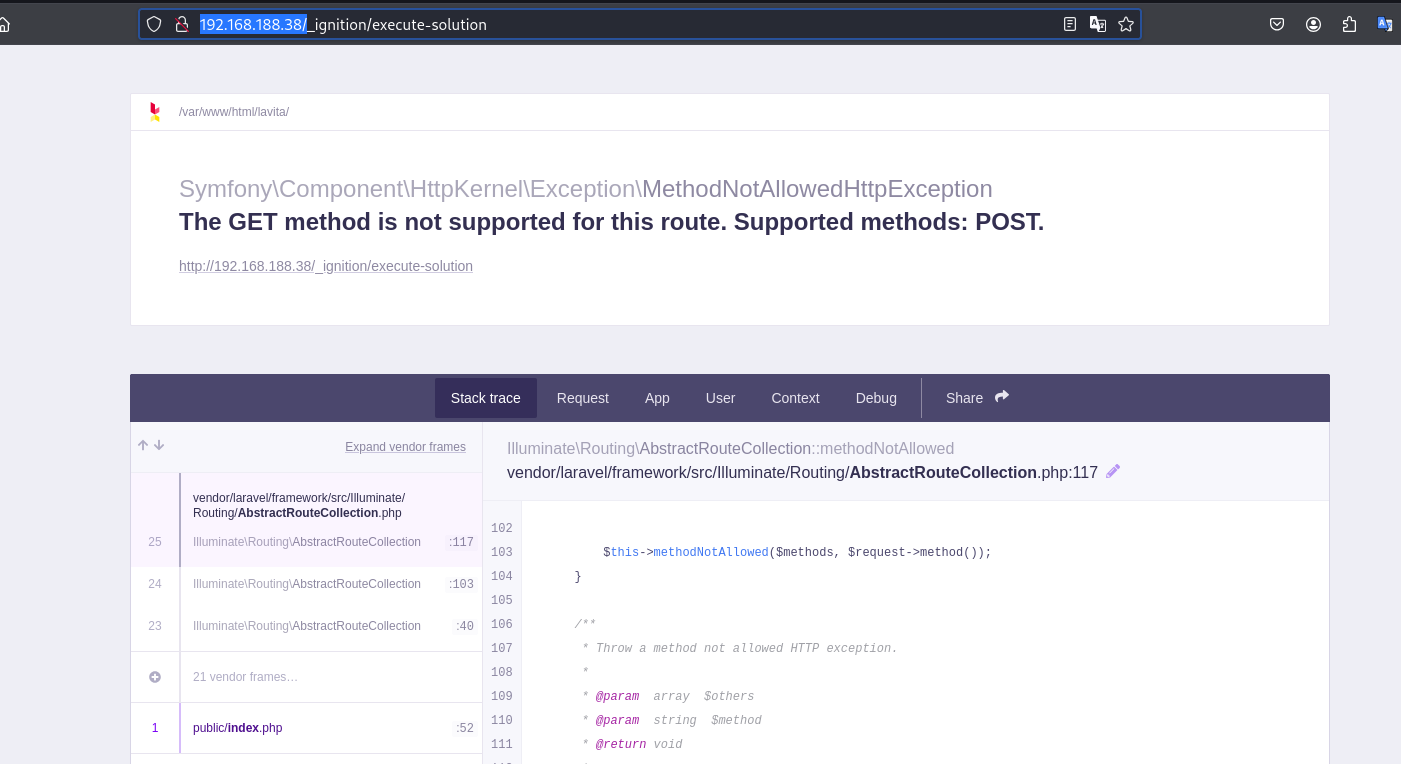 192.168.188.38/_ignition/execute-solution
/var/www/html/lavita/
Symfony\Component\HttpKernel\Exception\MethodNotAllowedHttpException
The GET method is not supported for this route. Supported methods: POST.
http://192.168.188.38/_ignition/execute-solution
Stack trace Request App User Context Debug Share
Expand vendor frames
vendor/laravel/framework/src/Illuminate/
Routing/AbstractRouteCollection.php
25 Illuminate\Routing\AbstractRouteCollection :117
24 Illuminate\Routing\AbstractRouteCollection :103
23 Illuminate\Routing\AbstractRouteCollection :40
21 vendor frames…
1 public/index.php :52
Illuminate\Routing\AbstractRouteCollection::methodNotAllowed
vendor/laravel/framework/src/Illuminate/Routing/AbstractRouteCollection.php:117
102
103 $this->methodNotAllowed($methods, $request->method());
104 }
105
106 /**
107 * Throw a method not allowed HTTP exception.
108 *
109 * @param array $others
110 * @param string $method
111 * @return void